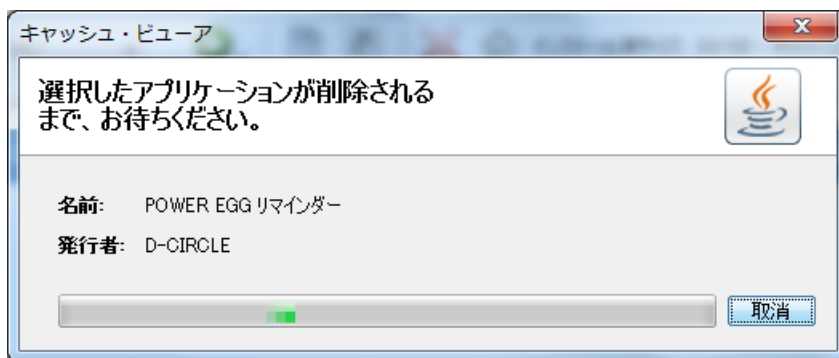 キャッシュ・ビューア
選択したアプリケーションが削除される
まで、お待ちください。
名前: POWER EGG リマインダー
発行者: D-CIRCLE
取消